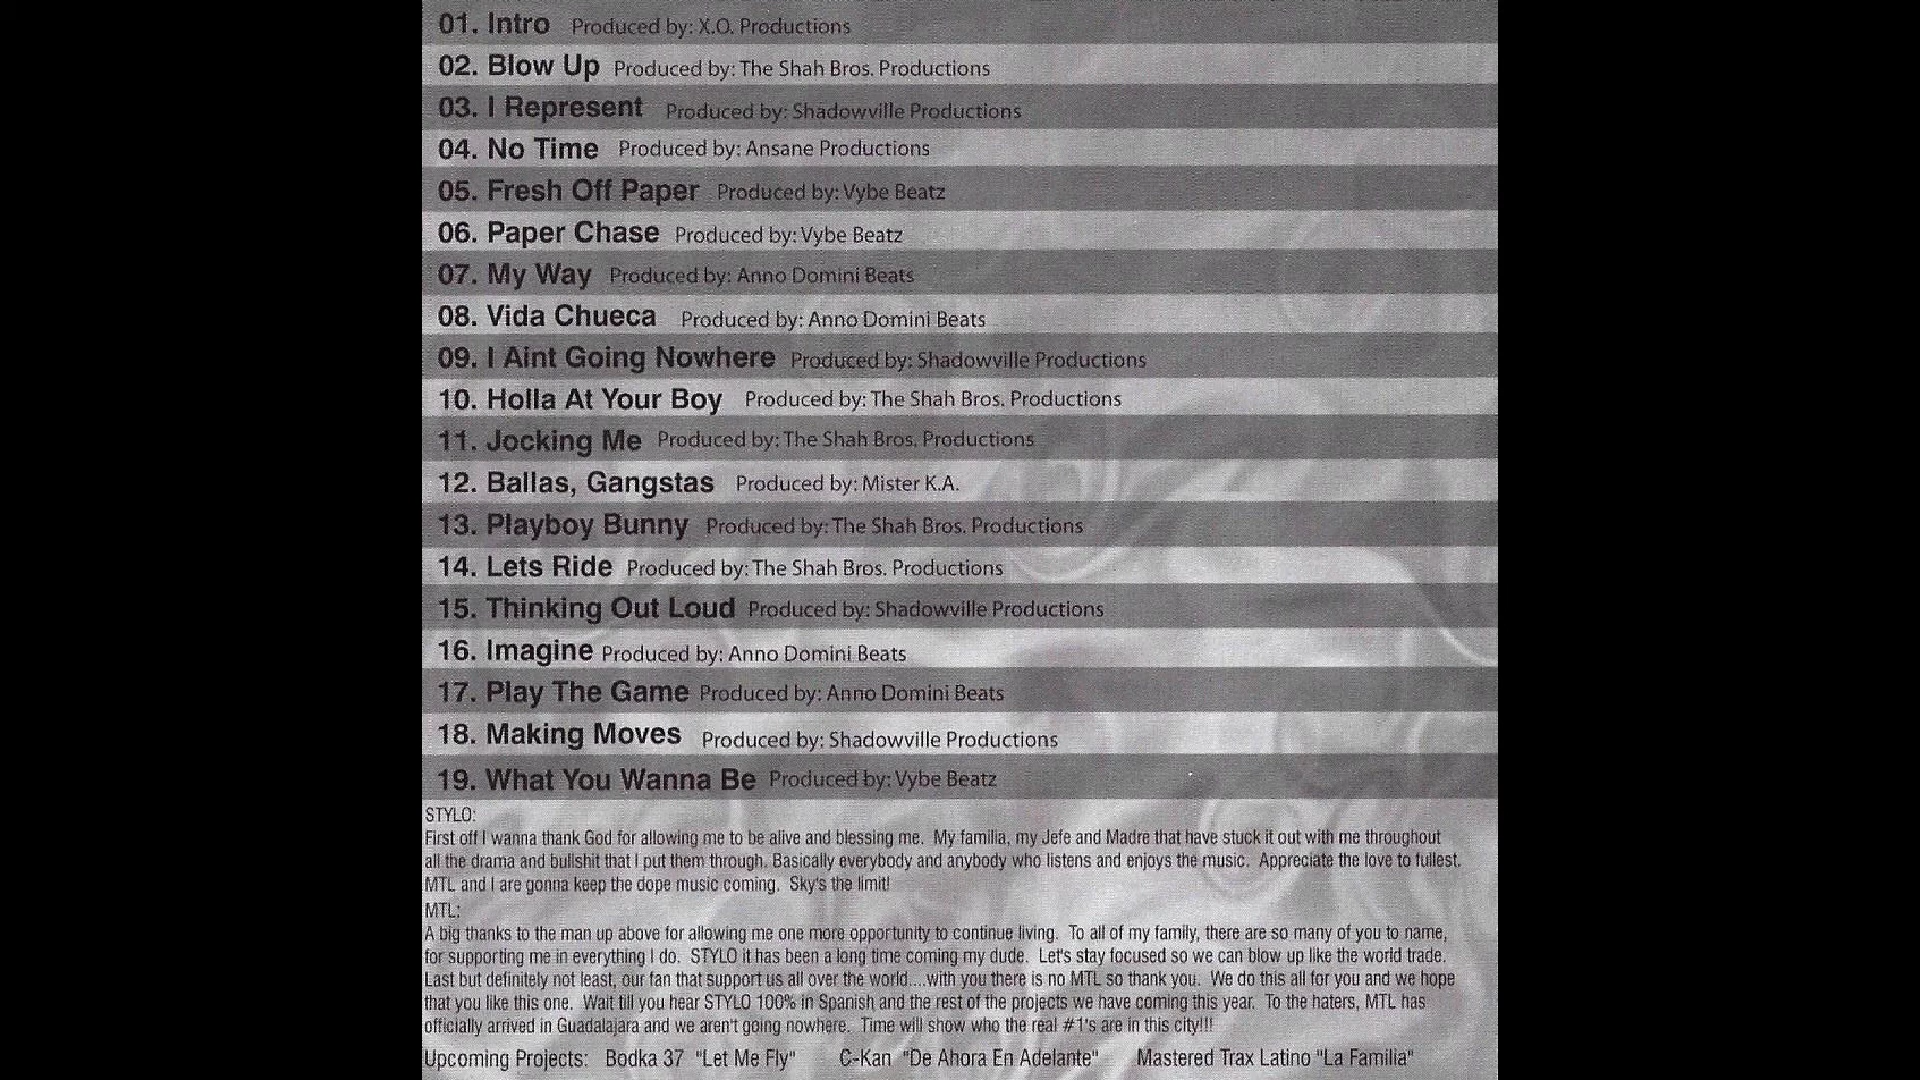 01. Intro Produced by: X.O. Productions
02. Blow Up Produced by: The Shah Bros. Productions
03. I Represent Produced by: Shadowville Productions
04. No Time Produced by: Ansane Productions
05. Fresh Off Paper Produced by: Vybe Beatz
06. Paper Chase Produced by: Vybe Beatz
07. My Way Produced by: Anno Domini Beats
08. Vida Chueca Produced by: Anno Domini Beats
09. I Aint Going Nowhere Produced by: Shadowville Productions
10. Holla At Your Boy Produced by: The Shah Bros. Productions
11. Jocking Me Produced by: The Shah Bros. Productions
12. Ballas, Gangstas Produced by: Mister K.A.
13. Playboy Bunny Produced by: The Shah Bros. Productions
14. Lets Ride Produced by: The Shah Bros. Productions
15. Thinking Out Loud Produced by: Shadowville Productions
16. Imagine Produced by: Anno Domini Beats
17. Play The Game Produced by: Anno Domini Beats
18. Making Moves Produced by: Shadowville Productions
19. What You Wanna Be Produced by: Vybe Beatz
STYLO:
First off I wanna thank God for allowing me to be alive and blessing me. My familia, my Jefe and Madre that have stuck it out with me throughout
all the drama and bullshit that I put them through. Basically everybody and anybody who listens and enjoys the music. Appreciate the love to fullest.
MTL and I are gonna keep the dope music coming. Sky's the limit!
MTL:
A big thanks to the man up above for allowing me one more opportunity to continue living. To all of my family, there are so many of you to name,
for supporting me in everything I do. STYLO it has been a long time coming my dude. Let's stay focused so we can blow up like the world trade.
Last but definitely not least, our fan that support us all over the world....with you there is no MTL so thank you. We do this all for you and we hope
that you like this one. Wait till you hear STYLO 100% in Spanish and the rest of the projects we have coming this year. To the haters, MTL has
officially arrived in Guadalajara and we aren't going nowhere. Time will show who the real #1's are in this city!!!
Upcoming Projects: Bodka 37 "Let Me Fly" C-Kan "De Ahora En Adelante" Mastered Trax Latino "La Familia"